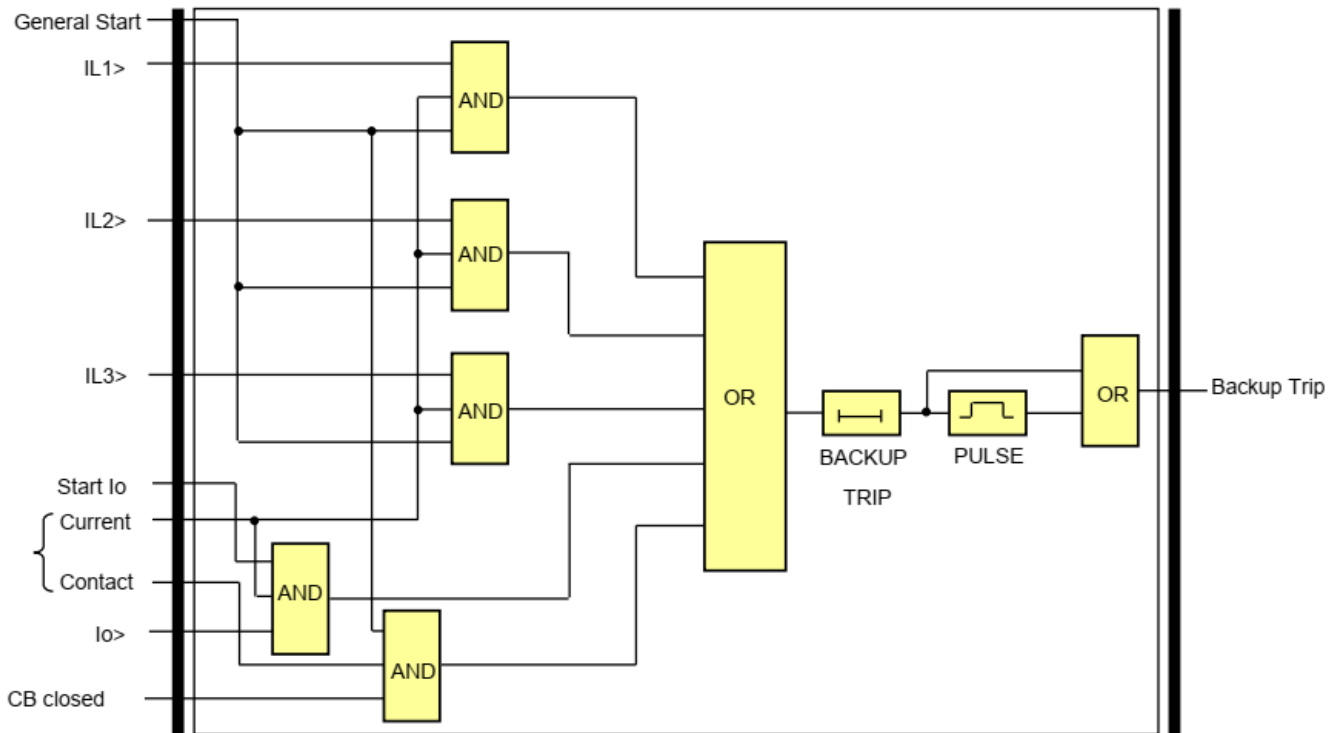 General Start
IL1>
AND
IL2>
AND
IL3>
AND
OR
OR
Backup Trip
BACKUP
TRIP
PULSE
Start Io
Current
Contact
AND
Io>
AND
CB closed